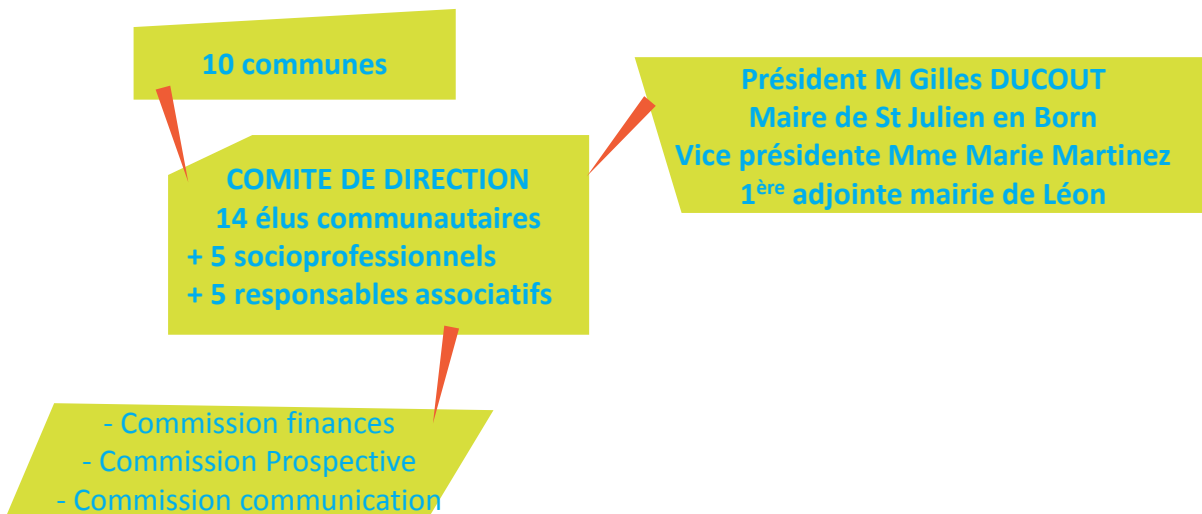 10 communes
Président M Gilles DUCOUT
Maire de St Julien en Born
Vice présidente Mme Marie Martinez
1ère adjointe mairie de Léon
COMITE DE DIRECTION
14 élus communautaires
+ 5 socioprofessionnels
+ 5 responsables associatifs
- Commission finances
- Commission Prospective
- Commission communication